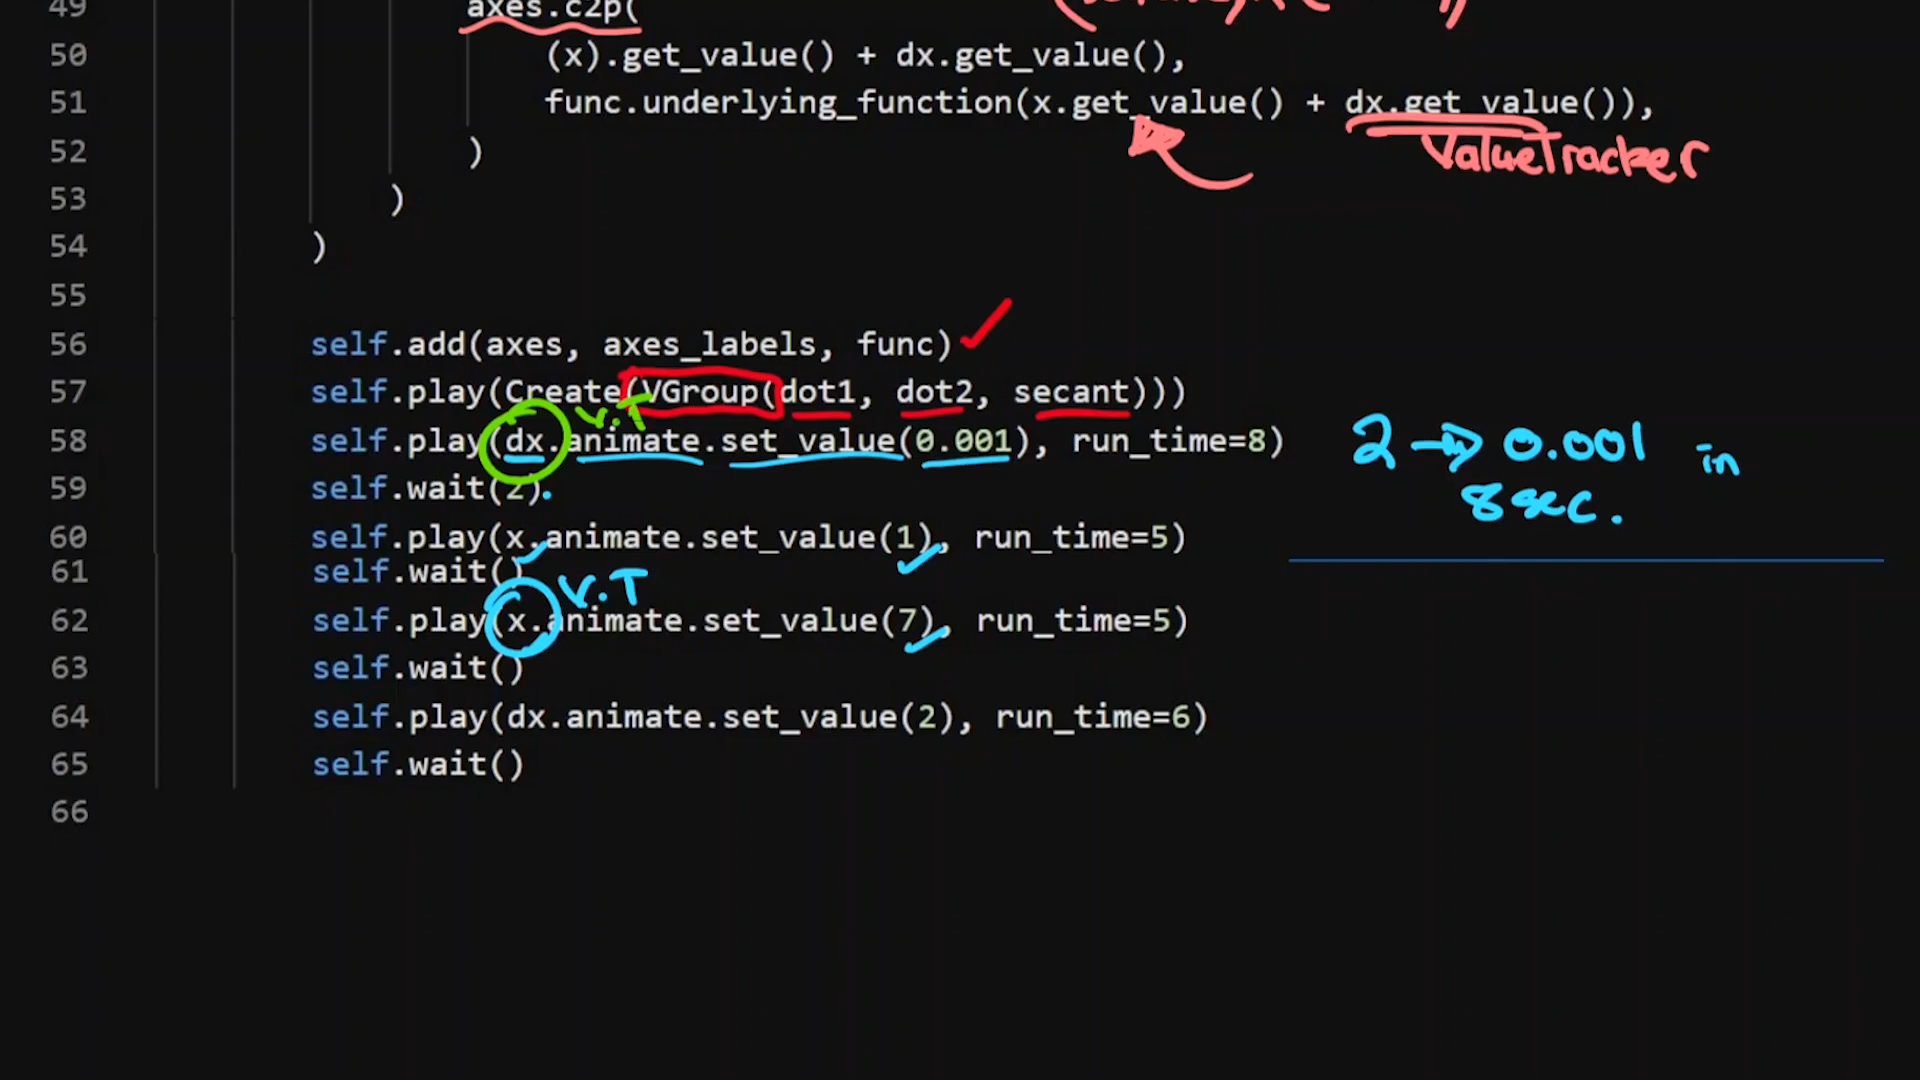 49 axes.c2p(
50 (x).get_value() + dx.get_value(),
51 func.underlying_function(x.get_value() + dx.get_value()),
52 )
ValueTracker
53 )
54 )
55
56 self.add(axes, axes_labels, func)
57 self.play(Create(VGroup(dot1, dot2, secant)))
V.T
58 self.play(dx.animate.set_value(0.001), run_time=8) 2 → 0.001 in
59 self.wait(2) 8 sec.
60 self.play(x.animate.set_value(1), run_time=5)
61 self.wait()
V.T
62 self.play(x.animate.set_value(7), run_time=5)
63 self.wait()
64 self.play(dx.animate.set_value(2), run_time=6)
65 self.wait()
66